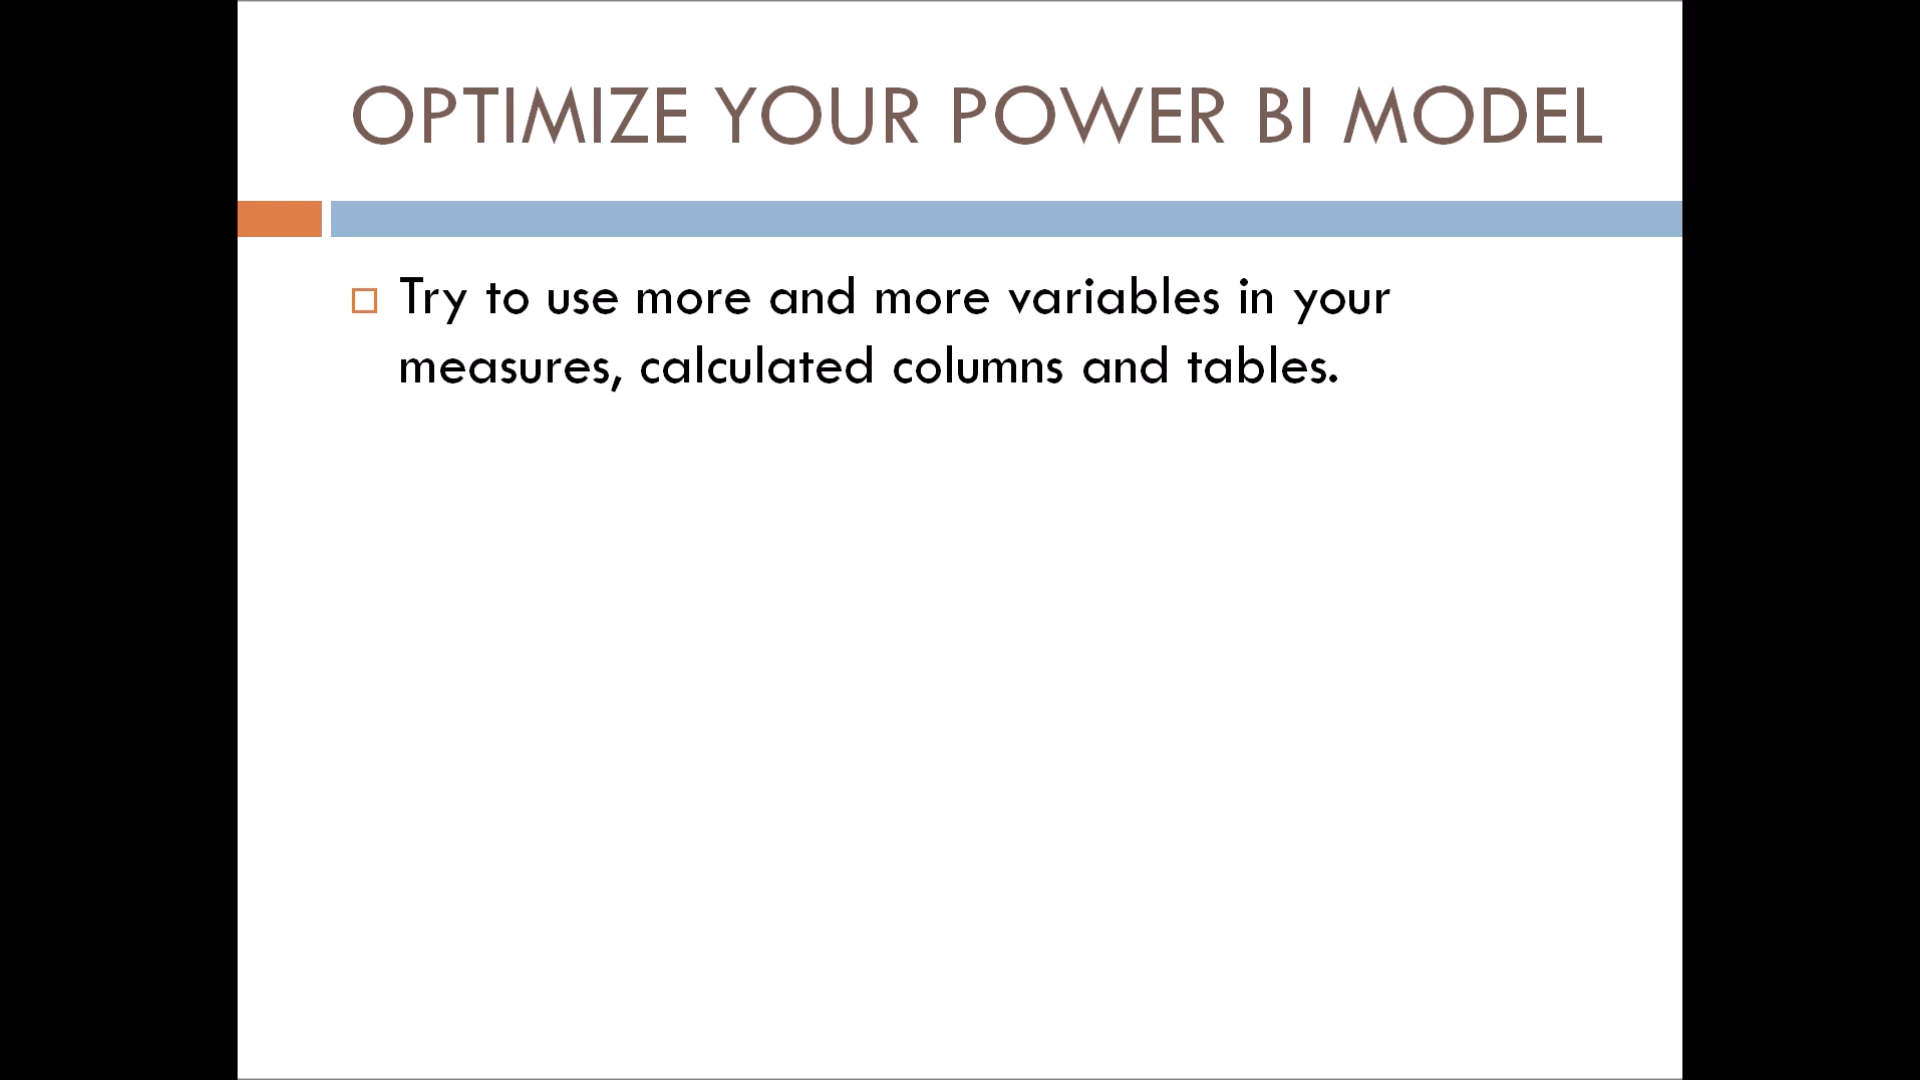 OPTIMIZE YOUR POWER BI MODEL
Try to use more and more variables in your
measures, calculated columns and tables.